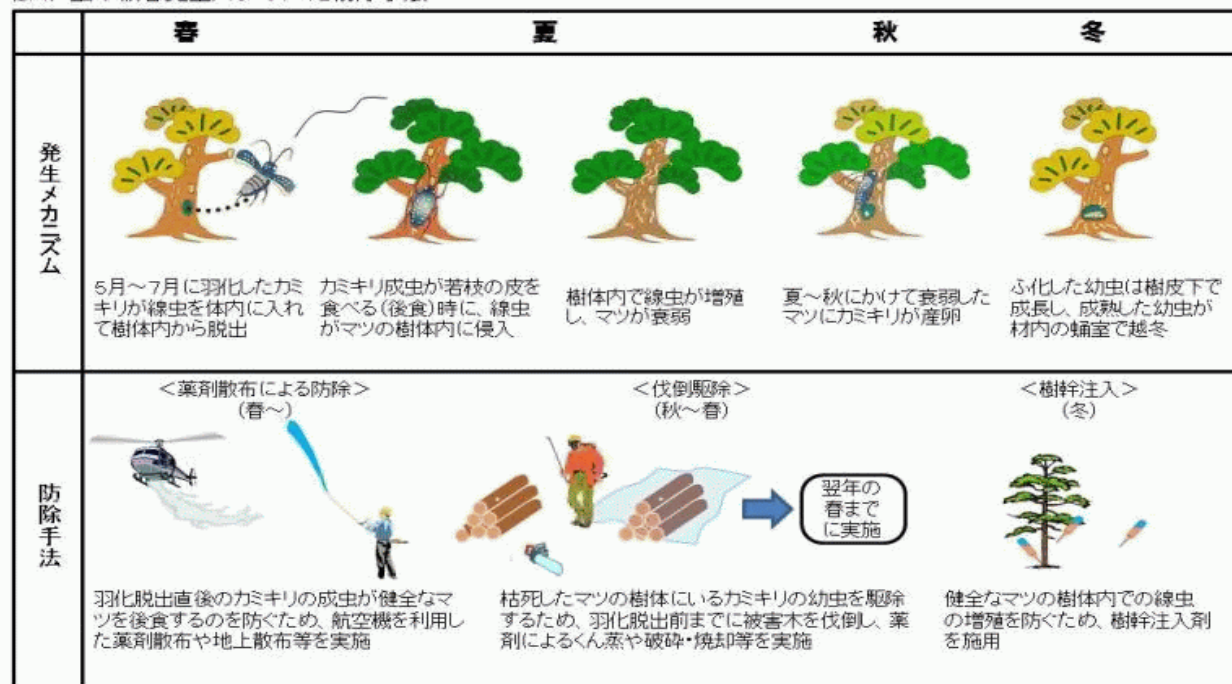 春
夏
秋
冬
発生メカニズム
5月～7月に羽化したカミ
キリが線虫を体内に入れ
て樹体内から脱出
カミキリ成虫が若枝の皮を
食べる(後食)時に、線虫
がマツの樹体内に侵入
樹体内で線虫が増殖
し、マツが衰弱
夏～秋にかけて衰弱した
マツにカミキリが産卵
ふ化した幼虫は樹皮下で
成長し、成熟した幼虫が
材内の蛹室で越冬
防除手法
＜薬剤散布による防除＞
(春～)
羽化脱出直後のカミキリの成虫が健全なマ
ツを後食するのを防ぐため、航空機を利用し
た薬剤散布や地上散布等を実施
＜伐倒駆除＞
(秋～春)
翌年の
春まで
に実施
枯死したマツの樹体にいるカミキリの幼虫を駆除
するため、羽化脱出前までに被害木を伐倒し、薬
剤によるくん蒸や破砕・焼却等を実施
＜樹幹注入＞
(冬)
健全なマツの樹体内での線虫
の増殖を防ぐため、樹幹注入剤
を施用